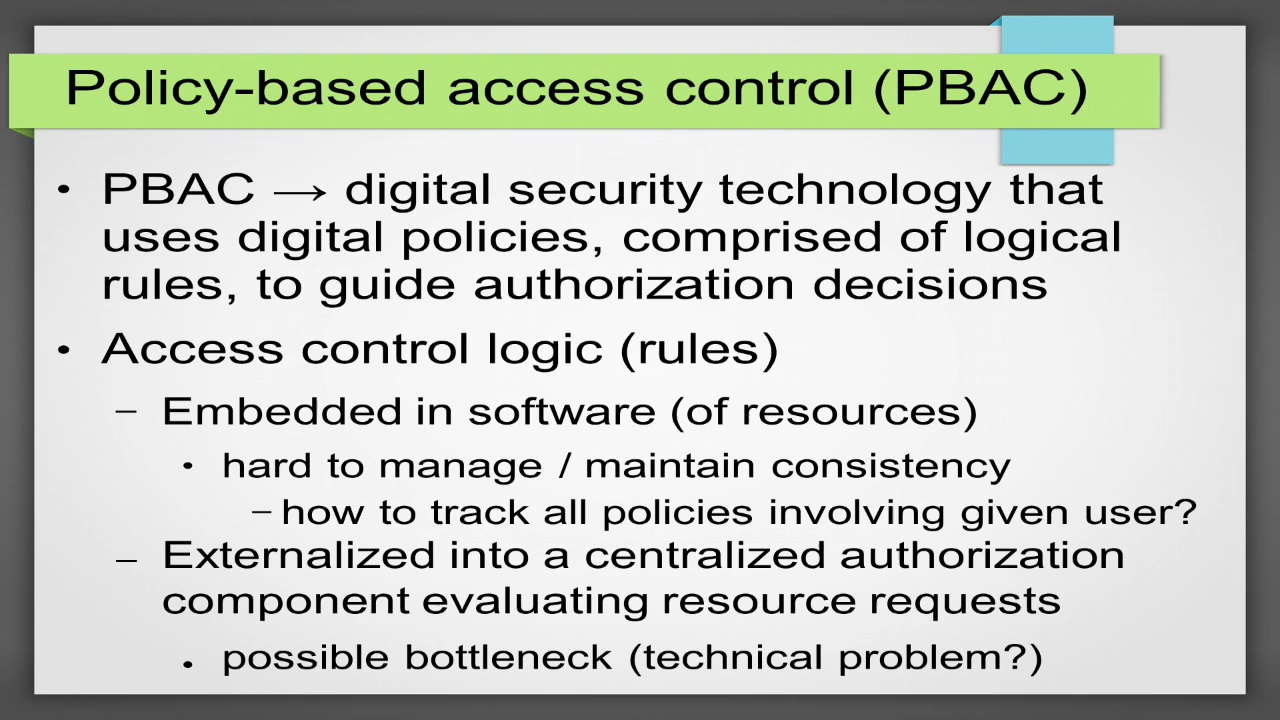 Policy-based access control (PBAC)
• PBAC → digital security technology that
uses digital policies, comprised of logical
rules, to guide authorization decisions
• Access control logic (rules)
– Embedded in software (of resources)
• hard to manage / maintain consistency
– how to track all policies involving given user?
– Externalized into a centralized authorization
component evaluating resource requests
• possible bottleneck (technical problem?)